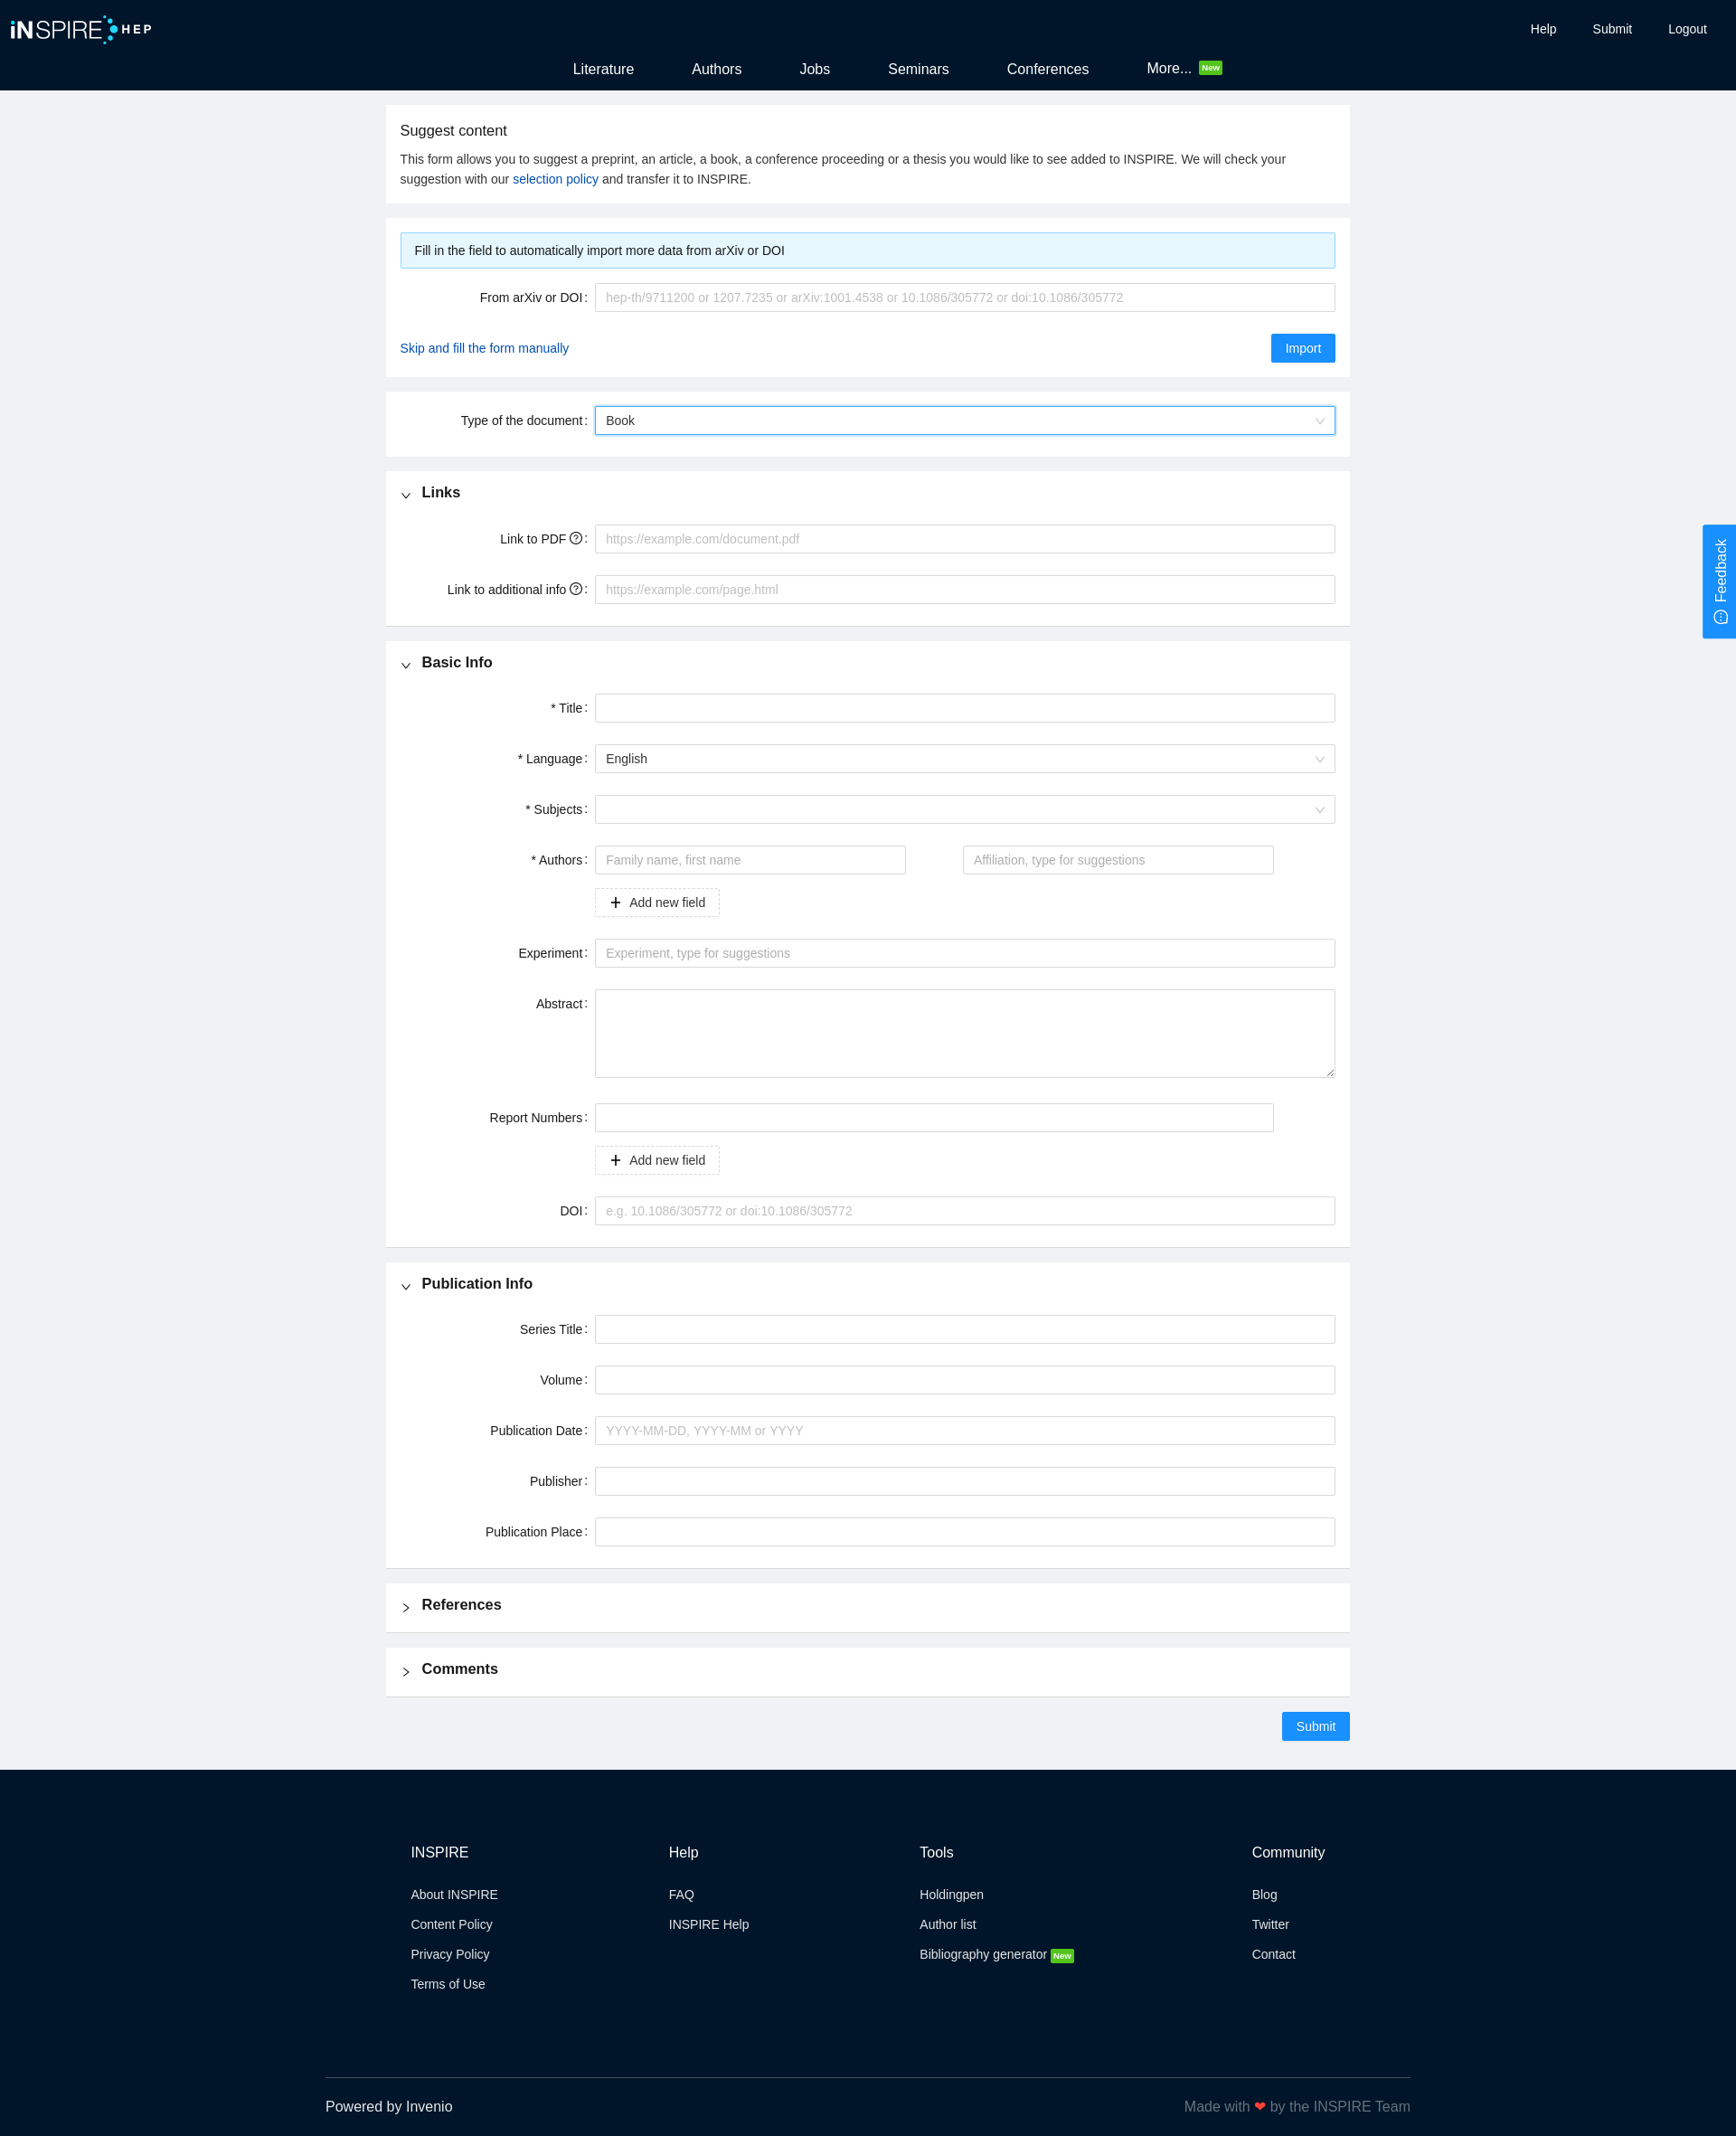 iNSPIRE HEP
Help Submit Logout
Literature Authors Jobs Seminars Conferences More... New
Suggest content
This form allows you to suggest a preprint, an article, a book, a conference proceeding or a thesis you would like to see added to INSPIRE. We will check your
suggestion with our selection policy and transfer it to INSPIRE.
Fill in the field to automatically import more data from arXiv or DOI
From arXiv or DOI: hep-th/9711200 or 1207.7235 or arXiv:1001.4538 or 10.1086/305772 or doi:10.1086/305772
Skip and fill the form manually Import
Type of the document: Book
Links
Link to PDF : https://example.com/document.pdf
Link to additional info : https://example.com/page.html
Feedback
Basic Info
* Title:
* Language: English
* Subjects:
* Authors: Family name, first name Affiliation, type for suggestions
+ Add new field
Experiment: Experiment, type for suggestions
Abstract:
Report Numbers:
+ Add new field
DOI: e.g. 10.1086/305772 or doi:10.1086/305772
Publication Info
Series Title:
Volume:
Publication Date: YYYY-MM-DD, YYYY-MM or YYYY
Publisher:
Publication Place:
References
Comments
Submit
INSPIRE Help Tools Community
About INSPIRE FAQ Holdingpen Blog
Content Policy INSPIRE Help Author list Twitter
Privacy Policy Bibliography generator New Contact
Terms of Use
Powered by Invenio Made with ❤ by the INSPIRE Team